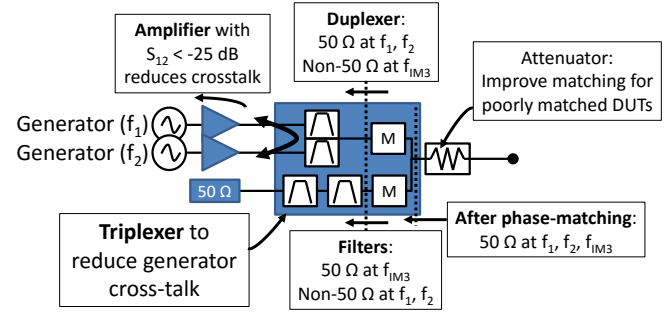 Amplifier with
S12 < -25 dB
reduces crosstalk
Duplexer:
50 Ω at f1, f2
Non-50 Ω at fIM3
Attenuator:
Improve matching for
poorly matched DUTs
Generator (f1)
Generator (f2)
M
50 Ω
M
Triplexer to
reduce generator
cross-talk
Filters:
50 Ω at fIM3
Non-50 Ω at f1, f2
After phase-matching:
50 Ω at f1, f2, fIM3